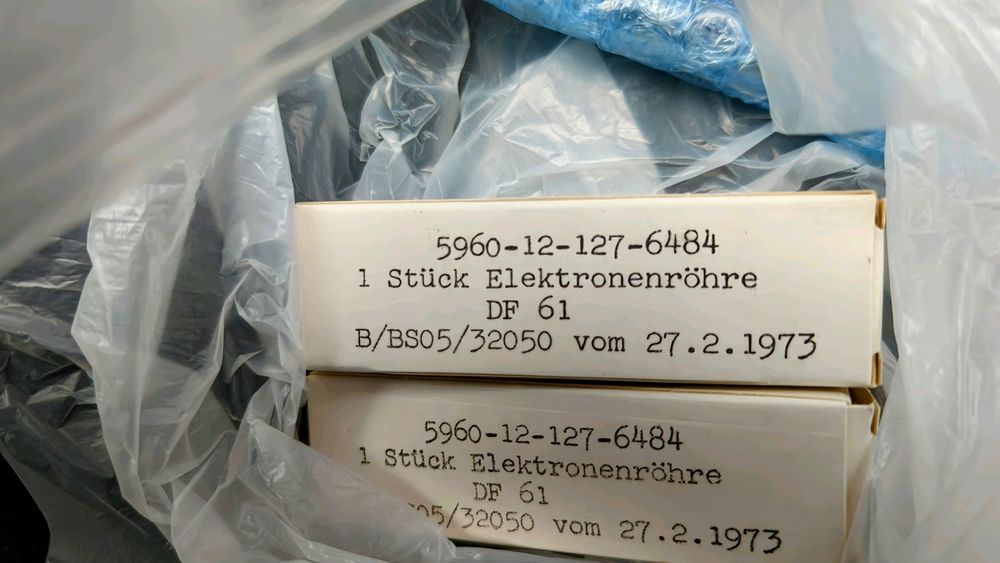 5960-12-127-6484
1 Stück Elektronenröhre
DF 61
B/BS05/32050 vom 27.2.1973
5960-12-127-6484
1 Stück Elektronenröhre
DF 61
05/32050 vom 27.2.1973